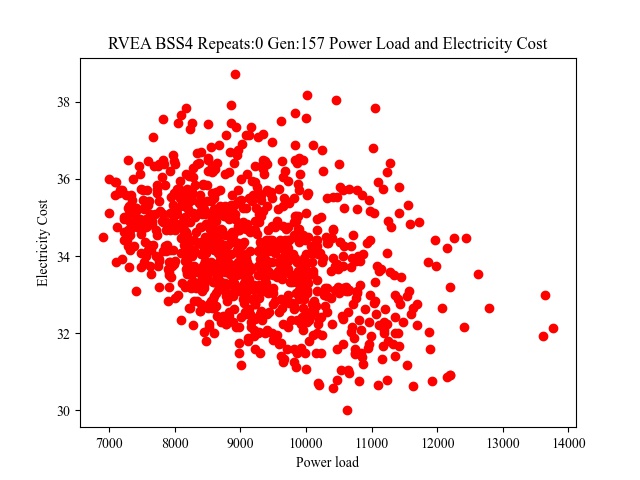 RVEA BSS4 Repeats:0 Gen:157 Power Load and Electricity Cost
38
36
34
32
30
Electricity Cost
7000 8000 9000 10000 11000 12000 13000 14000
Power load